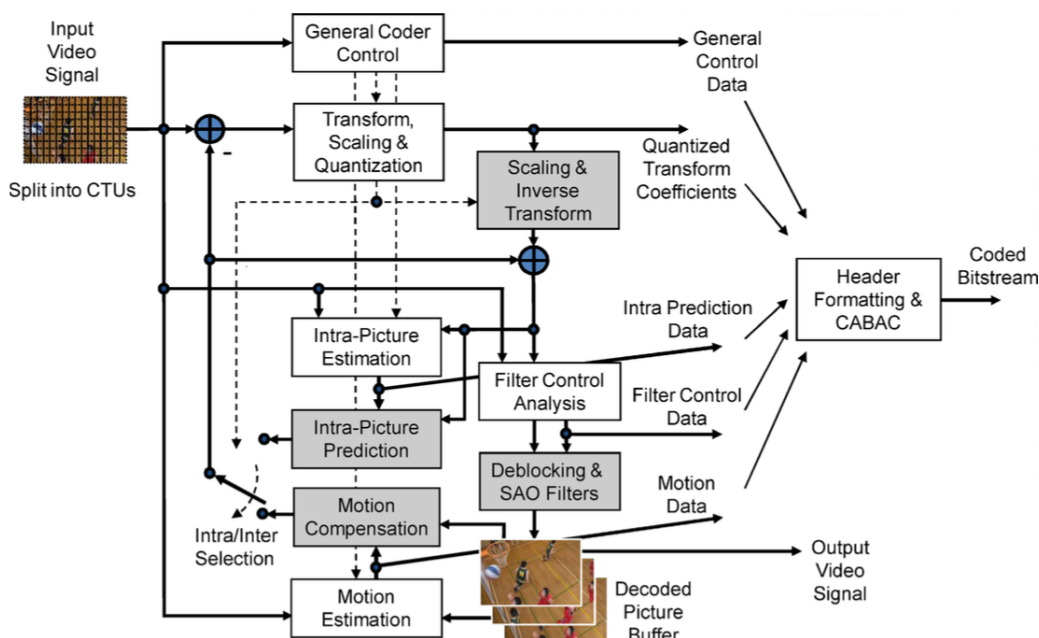 Input
Video
Signal
Split into CTUs
General Coder
Control
Transform,
Scaling &
Quantization
-
Scaling &
Inverse
Transform
General
Control
Data
Quantized
Transform
Coefficients
Header
Formatting &
CABAC
Coded
Bitstream
Intra-Picture
Estimation
Intra Prediction
Data
Filter Control
Analysis
Filter Control
Data
Intra-Picture
Prediction
Deblocking &
SAO Filters
Motion
Compensation
Motion
Data
Intra/Inter
Selection
Motion
Estimation
Decoded
Picture
Buffer
Output
Video
Signal